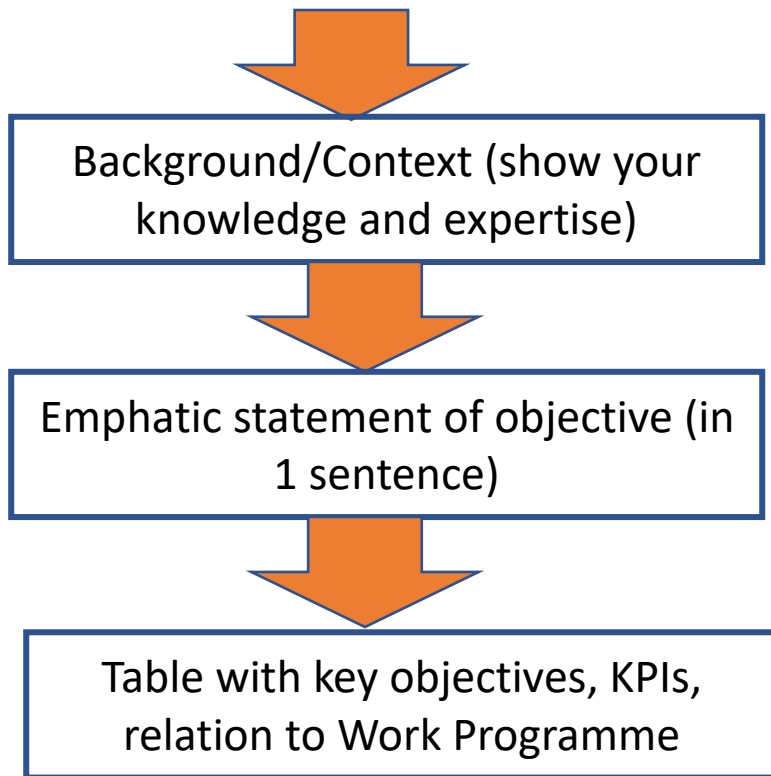 Background/Context (show your
knowledge and expertise)
Emphatic statement of objective (in
1 sentence)
Table with key objectives, KPIs,
relation to Work Programme